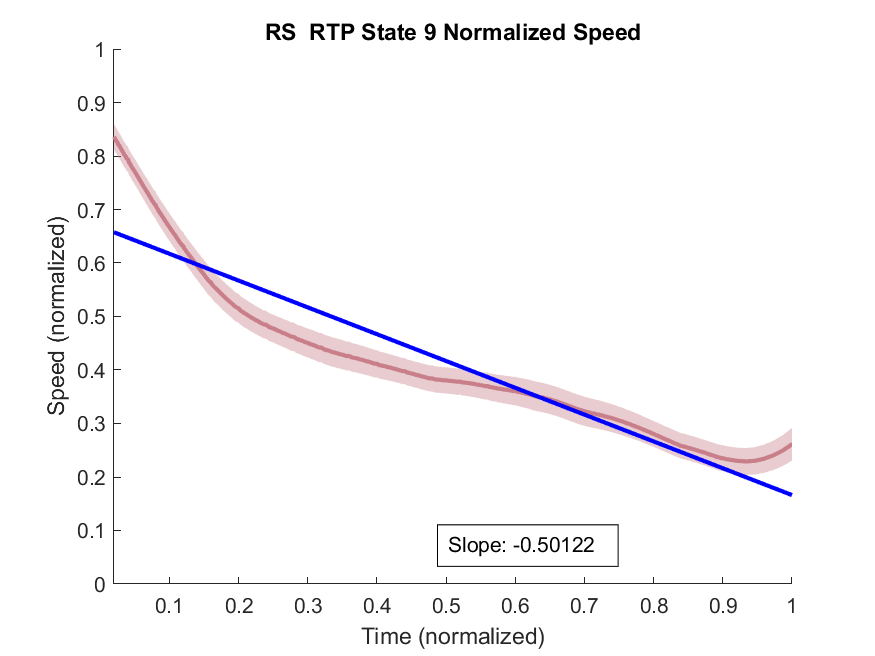 RS  RTP State 9 Normalized Speed
1
0.9
0.8
0.7
0.6
0.5
0.4
0.3
0.2
0.1
0
Speed (normalized)
Slope: -0.50122
0.1 0.2 0.3 0.4 0.5 0.6 0.7 0.8 0.9 1
Time (normalized)